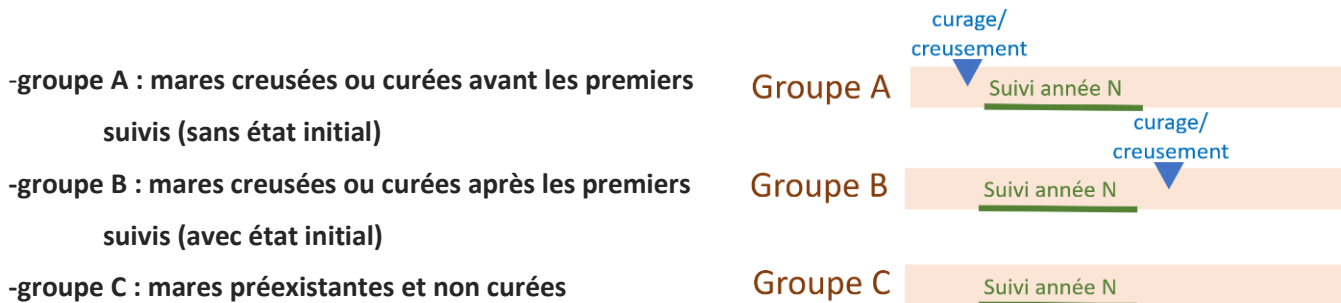 -groupe A : mares creusées ou curées avant les premiers
suivis (sans état initial)
-groupe B : mares creusées ou curées après les premiers
suivis (avec état initial)
-groupe C : mares préexistantes et non curées
curage/
creusement
Groupe A
Suivi année N
curage/
creusement
Groupe B
Suivi année N
Groupe C
Suivi année N